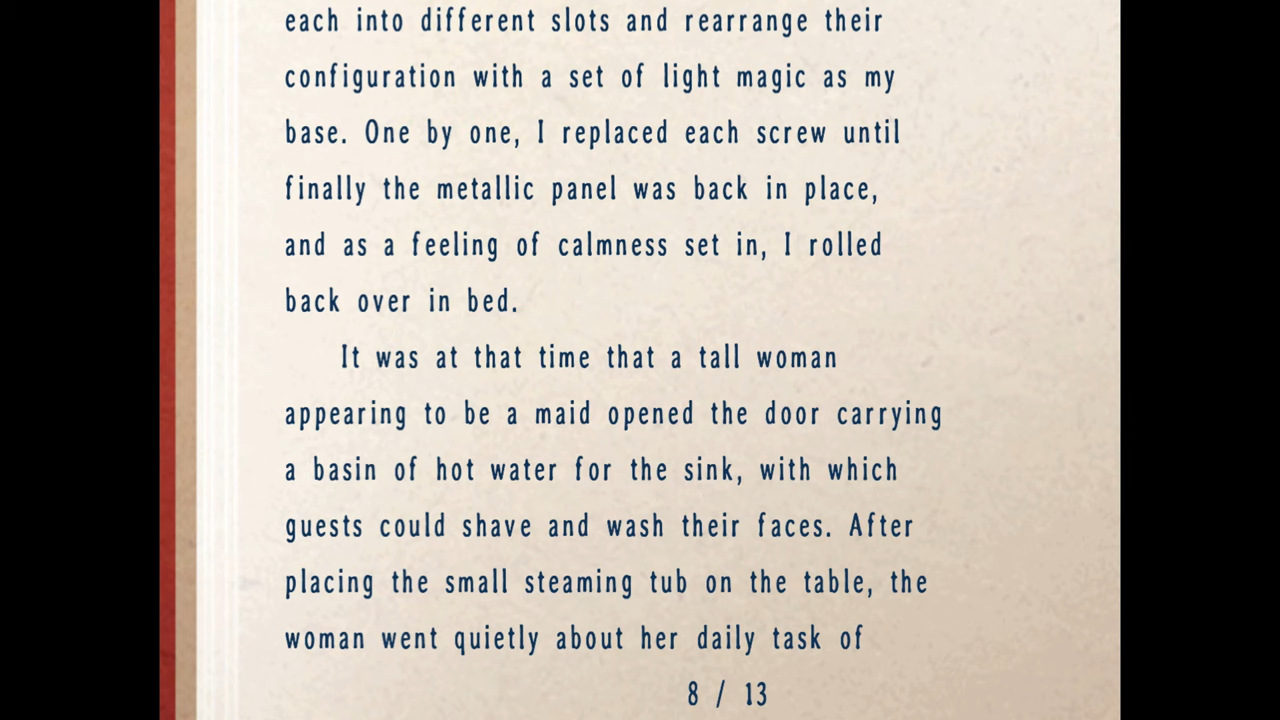 each into different slots and rearrange their
configuration with a set of light magic as my
base. One by one, I replaced each screw until
finally the metallic panel was back in place,
and as a feeling of calmness set in, I rolled
back over in bed.
It was at that time that a tall woman
appearing to be a maid opened the door carrying
a basin of hot water for the sink, with which
guests could shave and wash their faces. After
placing the small steaming tub on the table, the
woman went quietly about her daily task of
8 / 13